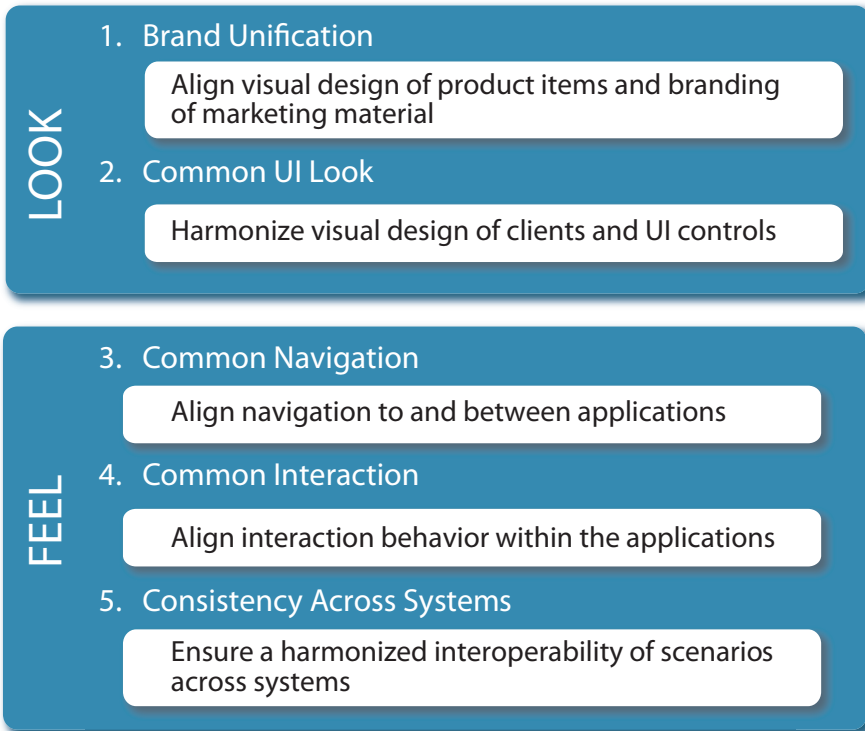 LOOK
1. Brand Unification
Align visual design of product items and branding
of marketing material
2. Common UI Look
Harmonize visual design of clients and UI controls
FEEL
3. Common Navigation
Align navigation to and between applications
4. Common Interaction
Align interaction behavior within the applications
5. Consistency Across Systems
Ensure a harmonized interoperability of scenarios
across systems